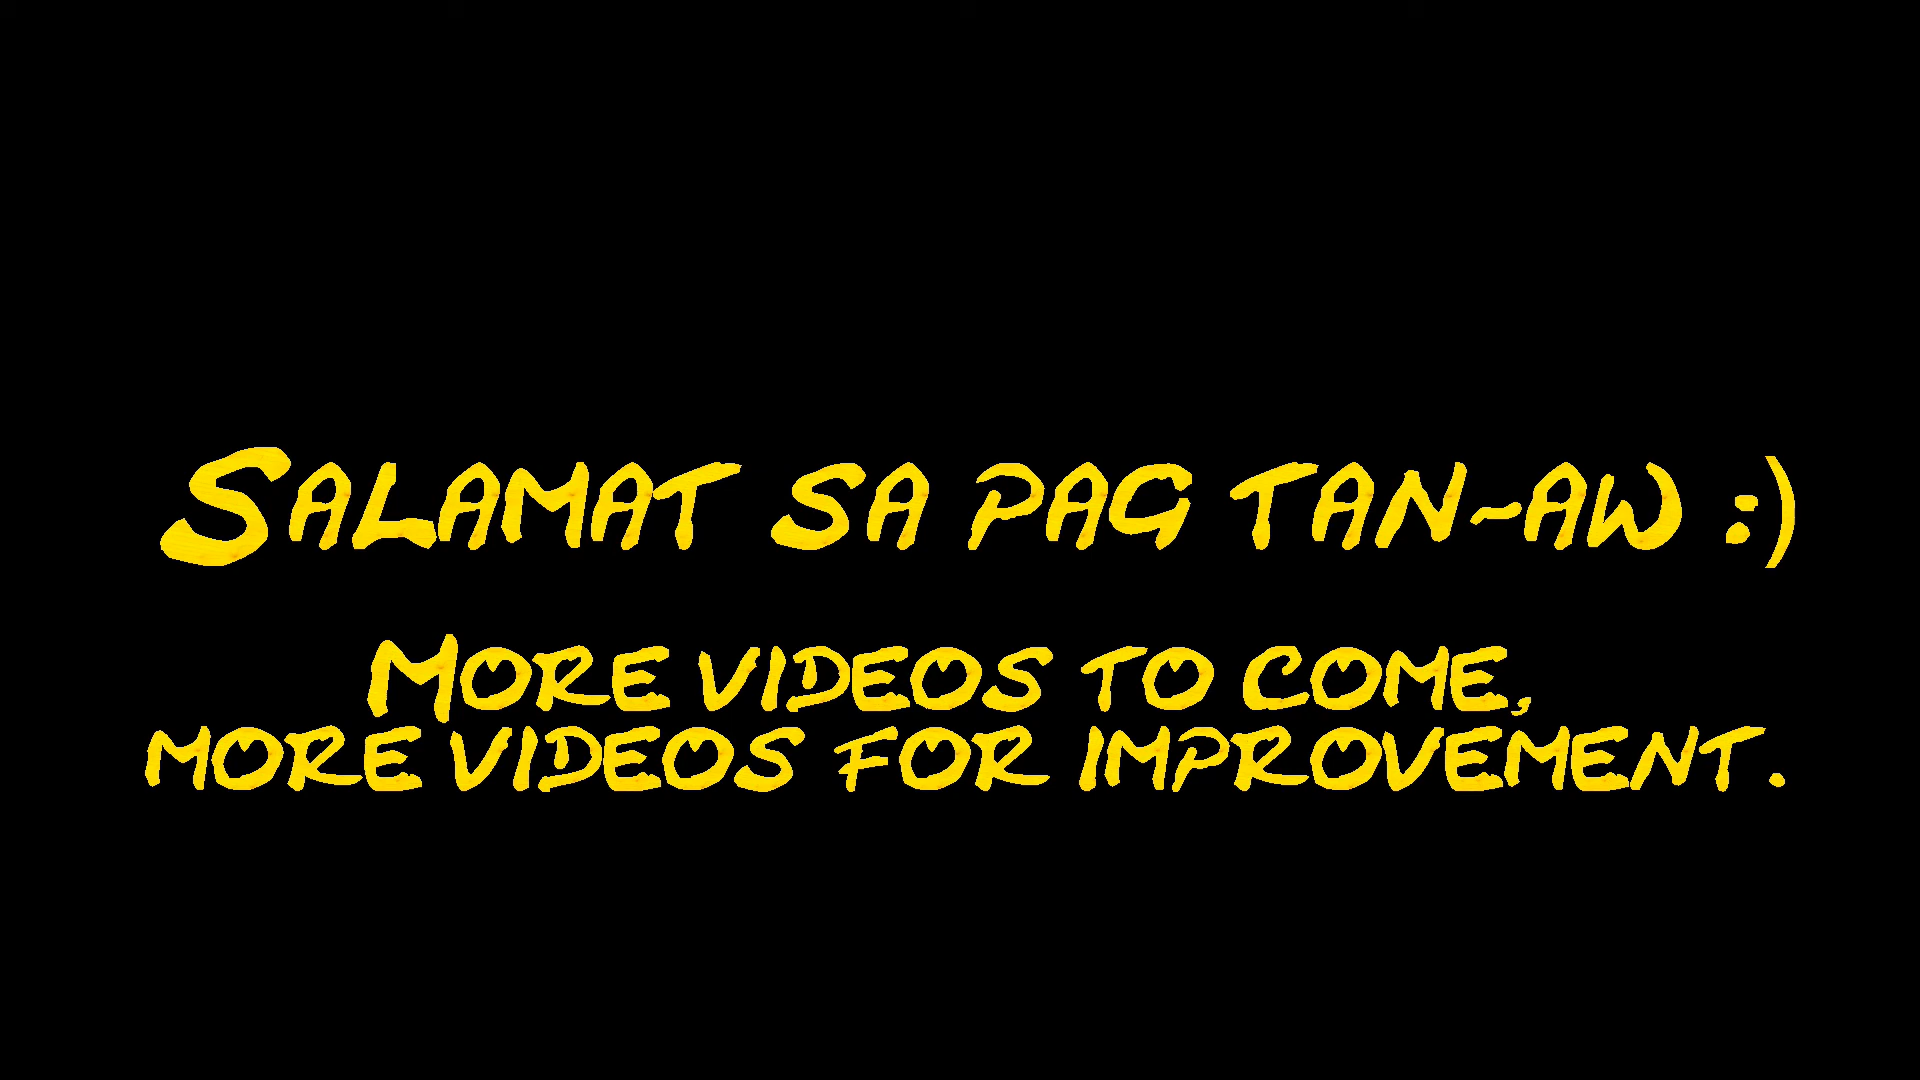 Salamat sa pag tan-aw :)
More videos to come,
more videos for improvement.